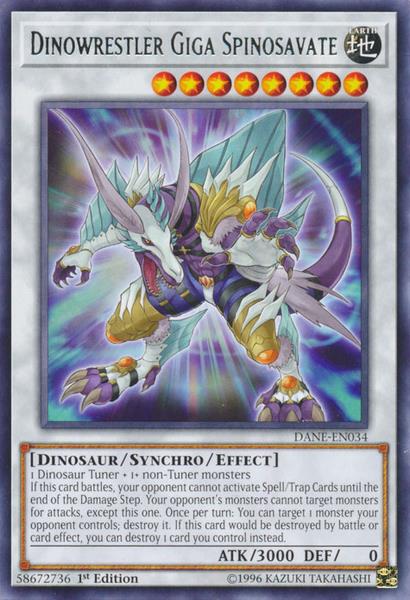 DINOWRESTLER GIGA SPINOSAVATE
EARTH
地
DANE-EN034
[DINOSAUR/SYNCHRO/EFFECT]
1 Dinosaur Tuner + 1+ non-Tuner monsters
If this card battles, your opponent cannot activate Spell/Trap Cards until the
end of the Damage Step. Your opponent's monsters cannot target monsters
for attacks, except this one. Once per turn: You can target 1 monster your
opponent controls; destroy it. If this card would be destroyed by battle or
card effect, you can destroy 1 card you control instead.
ATK/3000 DEF/ 0
58672736 1st Edition ©1996 KAZUKI TAKAHASHI